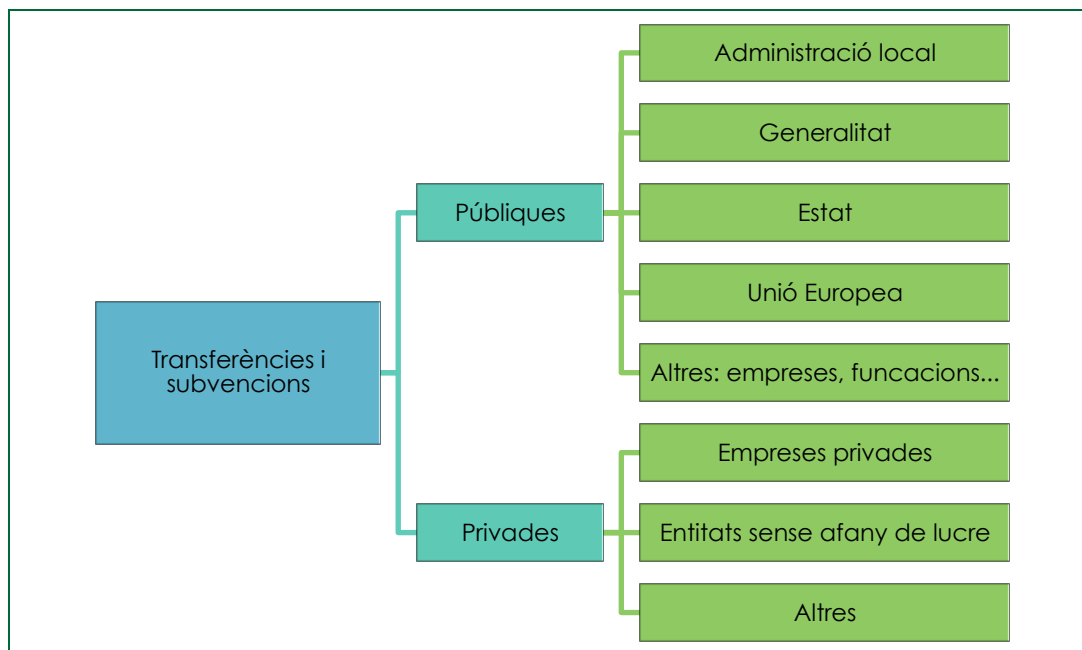 Transferències i
subvencions
Públiques
Administració local
Generalitat
Estat
Unió Europea
Altres: empreses, funcacions...
Privades
Empreses privades
Entitats sense afany de lucre
Altres